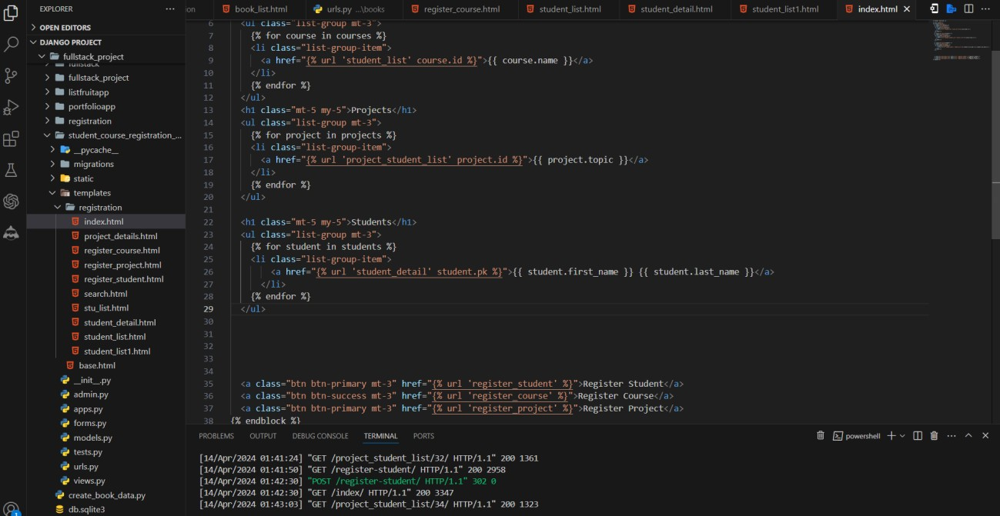 EXPLORER
···
OPEN EDITORS
DJANGO PROJECT
fullstack_project
fullstack
fullstack_project
listfruitapp
portfolioapp
registration
student_course_registration_...
__pycache__
migrations
static
templates
registration
index.html
project_details.html
register_course.html
register_project.html
register_student.html
search.html
stu_list.html
student_detail.html
student_list.html
student_list1.html
base.html
__init__.py
admin.py
apps.py
forms.py
models.py
tests.py
urls.py
views.py
create_book_data.py
db.sqlite3
1
ion
book_list.html
urls.py ...\books
register_course.html
student_list.html
student_detail.html
student_list1.html
index.html
6 <ul class="list-group mt-3">
7 {% for course in courses %}
8 <li class="list-group-item">
9 <a href="{% url 'student_list' course.id %}">{{ course.name }}</a>
10 </li>
11 {% endfor %}
12 </ul>
13 <h1 class="mt-5 my-5">Projects</h1>
14 <ul class="list-group mt-3">
15 {% for project in projects %}
16 <li class="list-group-item">
17 <a href="{% url 'project_student_list' project.id %}">{{ project.topic }}</a>
18 </li>
19 {% endfor %}
20 </ul>
21
22 <h1 class="mt-5 my-5">Students</h1>
23 <ul class="list-group mt-3">
24 {% for student in students %}
25 <li class="list-group-item">
26 <a href="{% url 'student_detail' student.pk %}">{{ student.first_name }} {{ student.last_name }}</a>
27 </li>
28 {% endfor %}
29 </ul>
30
31
32
33
34
35 <a class="btn btn-primary mt-3" href="{% url 'register_student' %}">Register Student</a>
36 <a class="btn btn-success mt-3" href="{% url 'register_course' %}">Register Course</a>
37 <a class="btn btn-primary mt-3" href="{% url 'register_project' %}">Register Project</a>
38 {% endblock %}
PROBLEMS OUTPUT DEBUG CONSOLE TERMINAL PORTS
powershell
[14/Apr/2024 01:41:24] "GET /project_student_list/32/ HTTP/1.1" 200 1361
[14/Apr/2024 01:41:50] "GET /register-student/ HTTP/1.1" 200 2958
[14/Apr/2024 01:42:30] "POST /register-student/ HTTP/1.1" 302 0
[14/Apr/2024 01:42:30] "GET /index/ HTTP/1.1" 200 3347
[14/Apr/2024 01:43:03] "GET /project_student_list/34/ HTTP/1.1" 200 1323